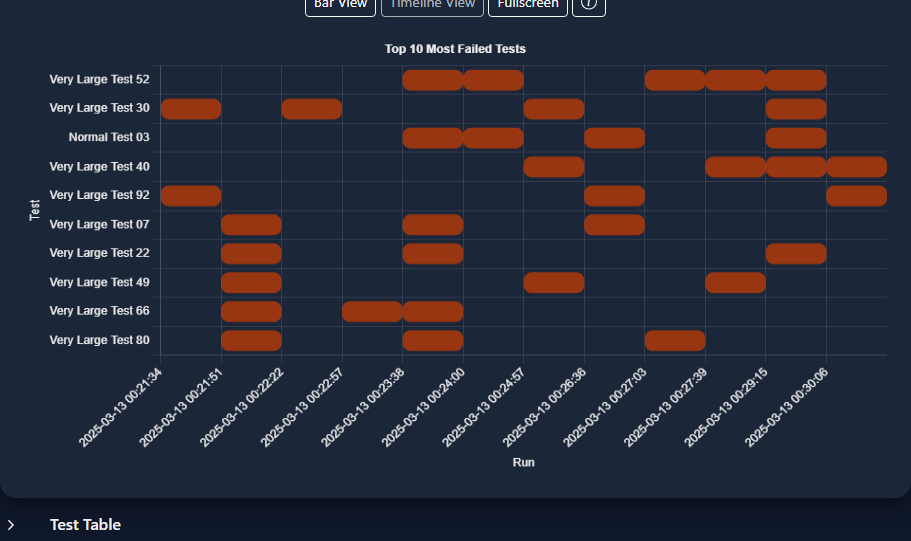 Bar View Timeline View Fullscreen
Top 10 Most Failed Tests
Very Large Test 52
Very Large Test 30
Normal Test 03
Very Large Test 40
Very Large Test 92
Very Large Test 07
Very Large Test 22
Very Large Test 49
Very Large Test 66
Very Large Test 80
Test
2025-03-13 00:21:34
2025-03-13 00:21:51
2025-03-13 00:22:22
2025-03-13 00:22:57
2025-03-13 00:23:38
2025-03-13 00:24:00
2025-03-13 00:24:57
2025-03-13 00:26:36
2025-03-13 00:27:03
2025-03-13 00:27:39
2025-03-13 00:29:15
2025-03-13 00:30:06
Run
Test Table